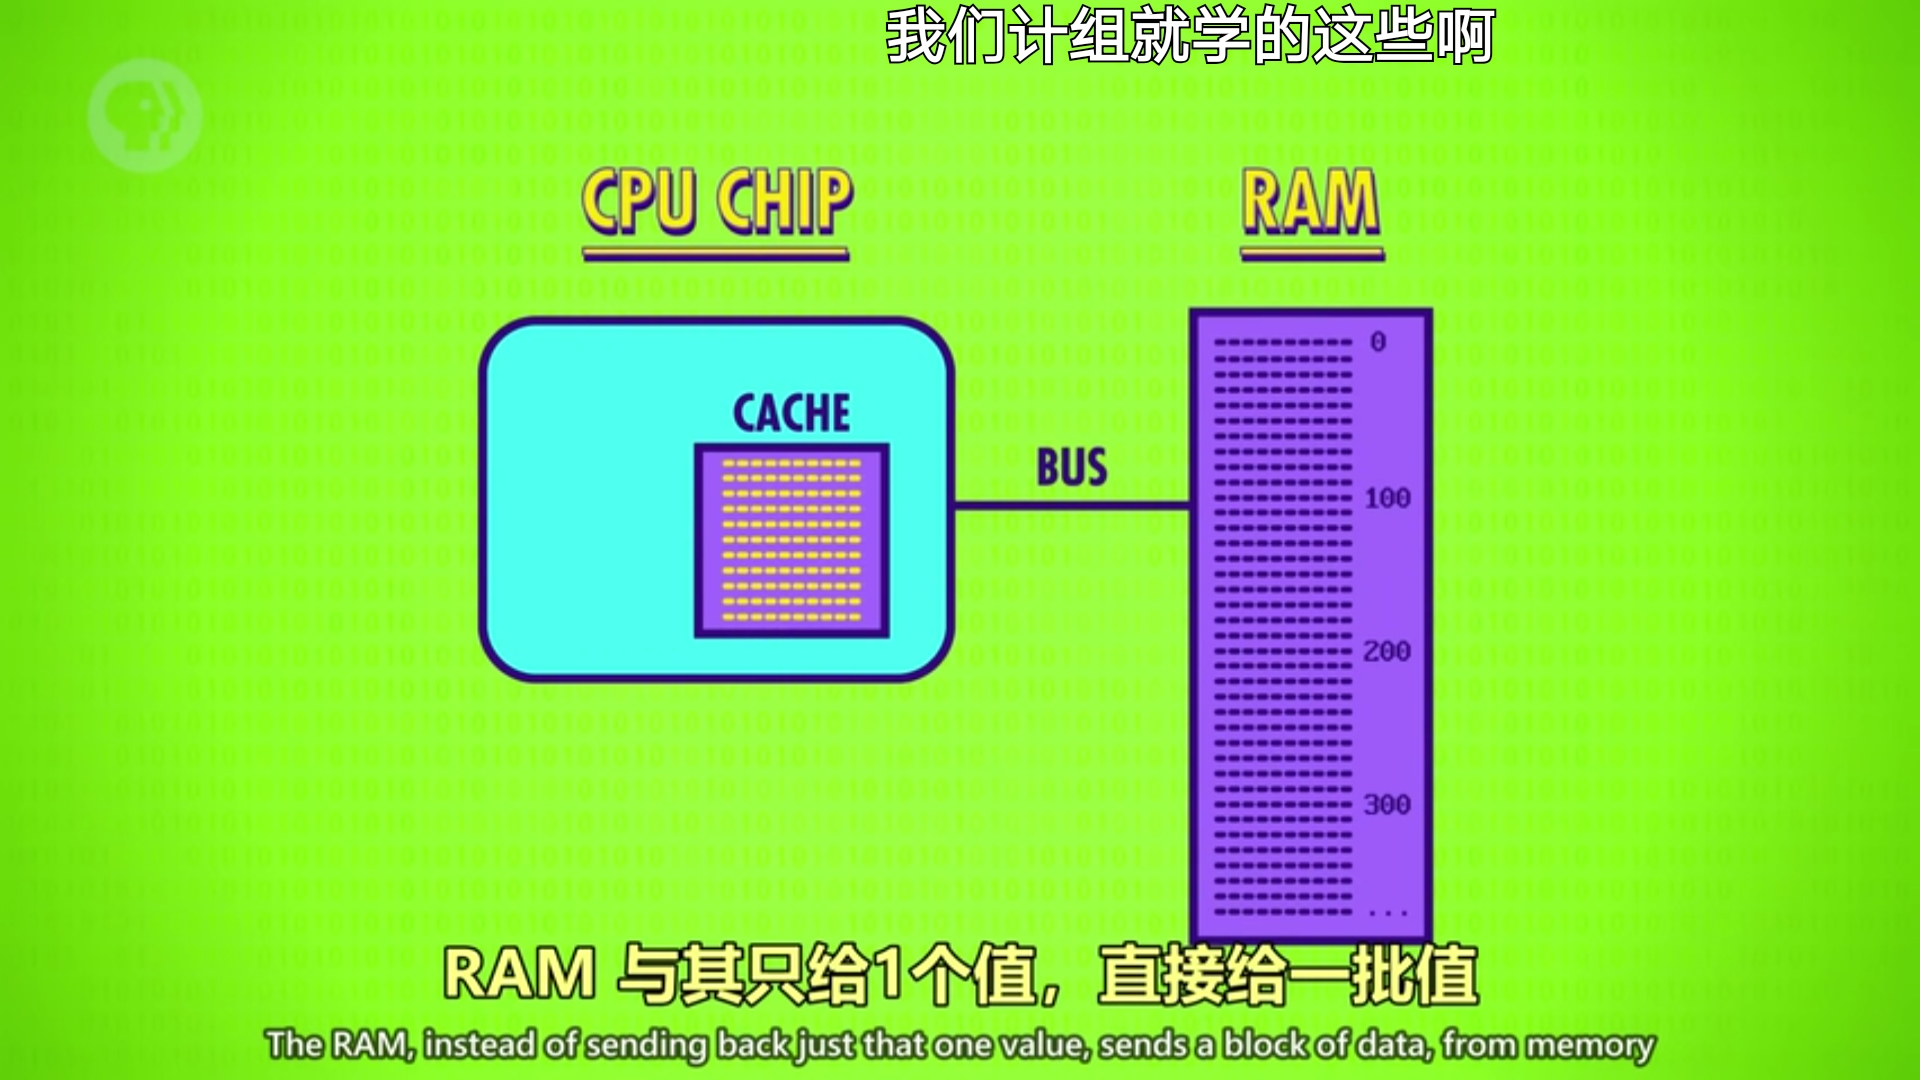 我们计组就学的这些啊
CPU CHIP
RAM
CACHE
BUS
0
100
200
300
...
RAM 与其只给1个值，直接给一批值
The RAM, instead of sending back just that one value, sends a block of data, from memory